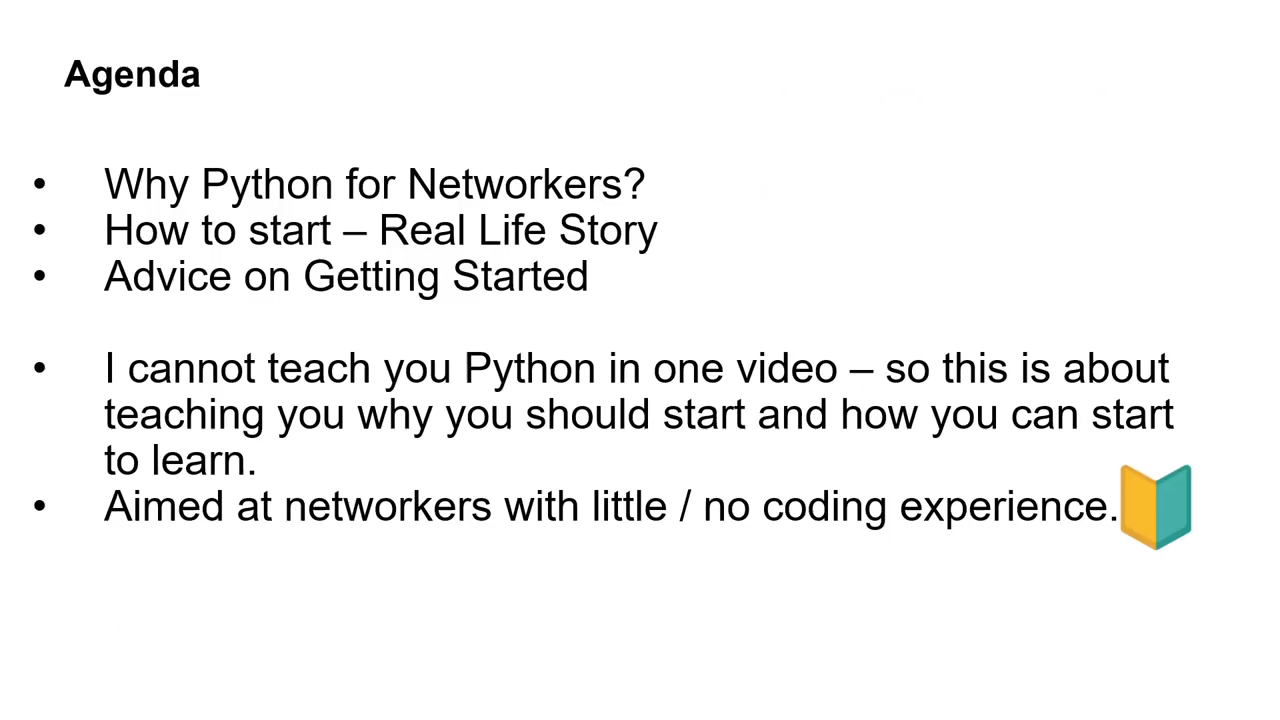 Agenda
• Why Python for Networkers?
• How to start – Real Life Story
• Advice on Getting Started
• I cannot teach you Python in one video – so this is about
teaching you why you should start and how you can start
to learn.
• Aimed at networkers with little / no coding experience.